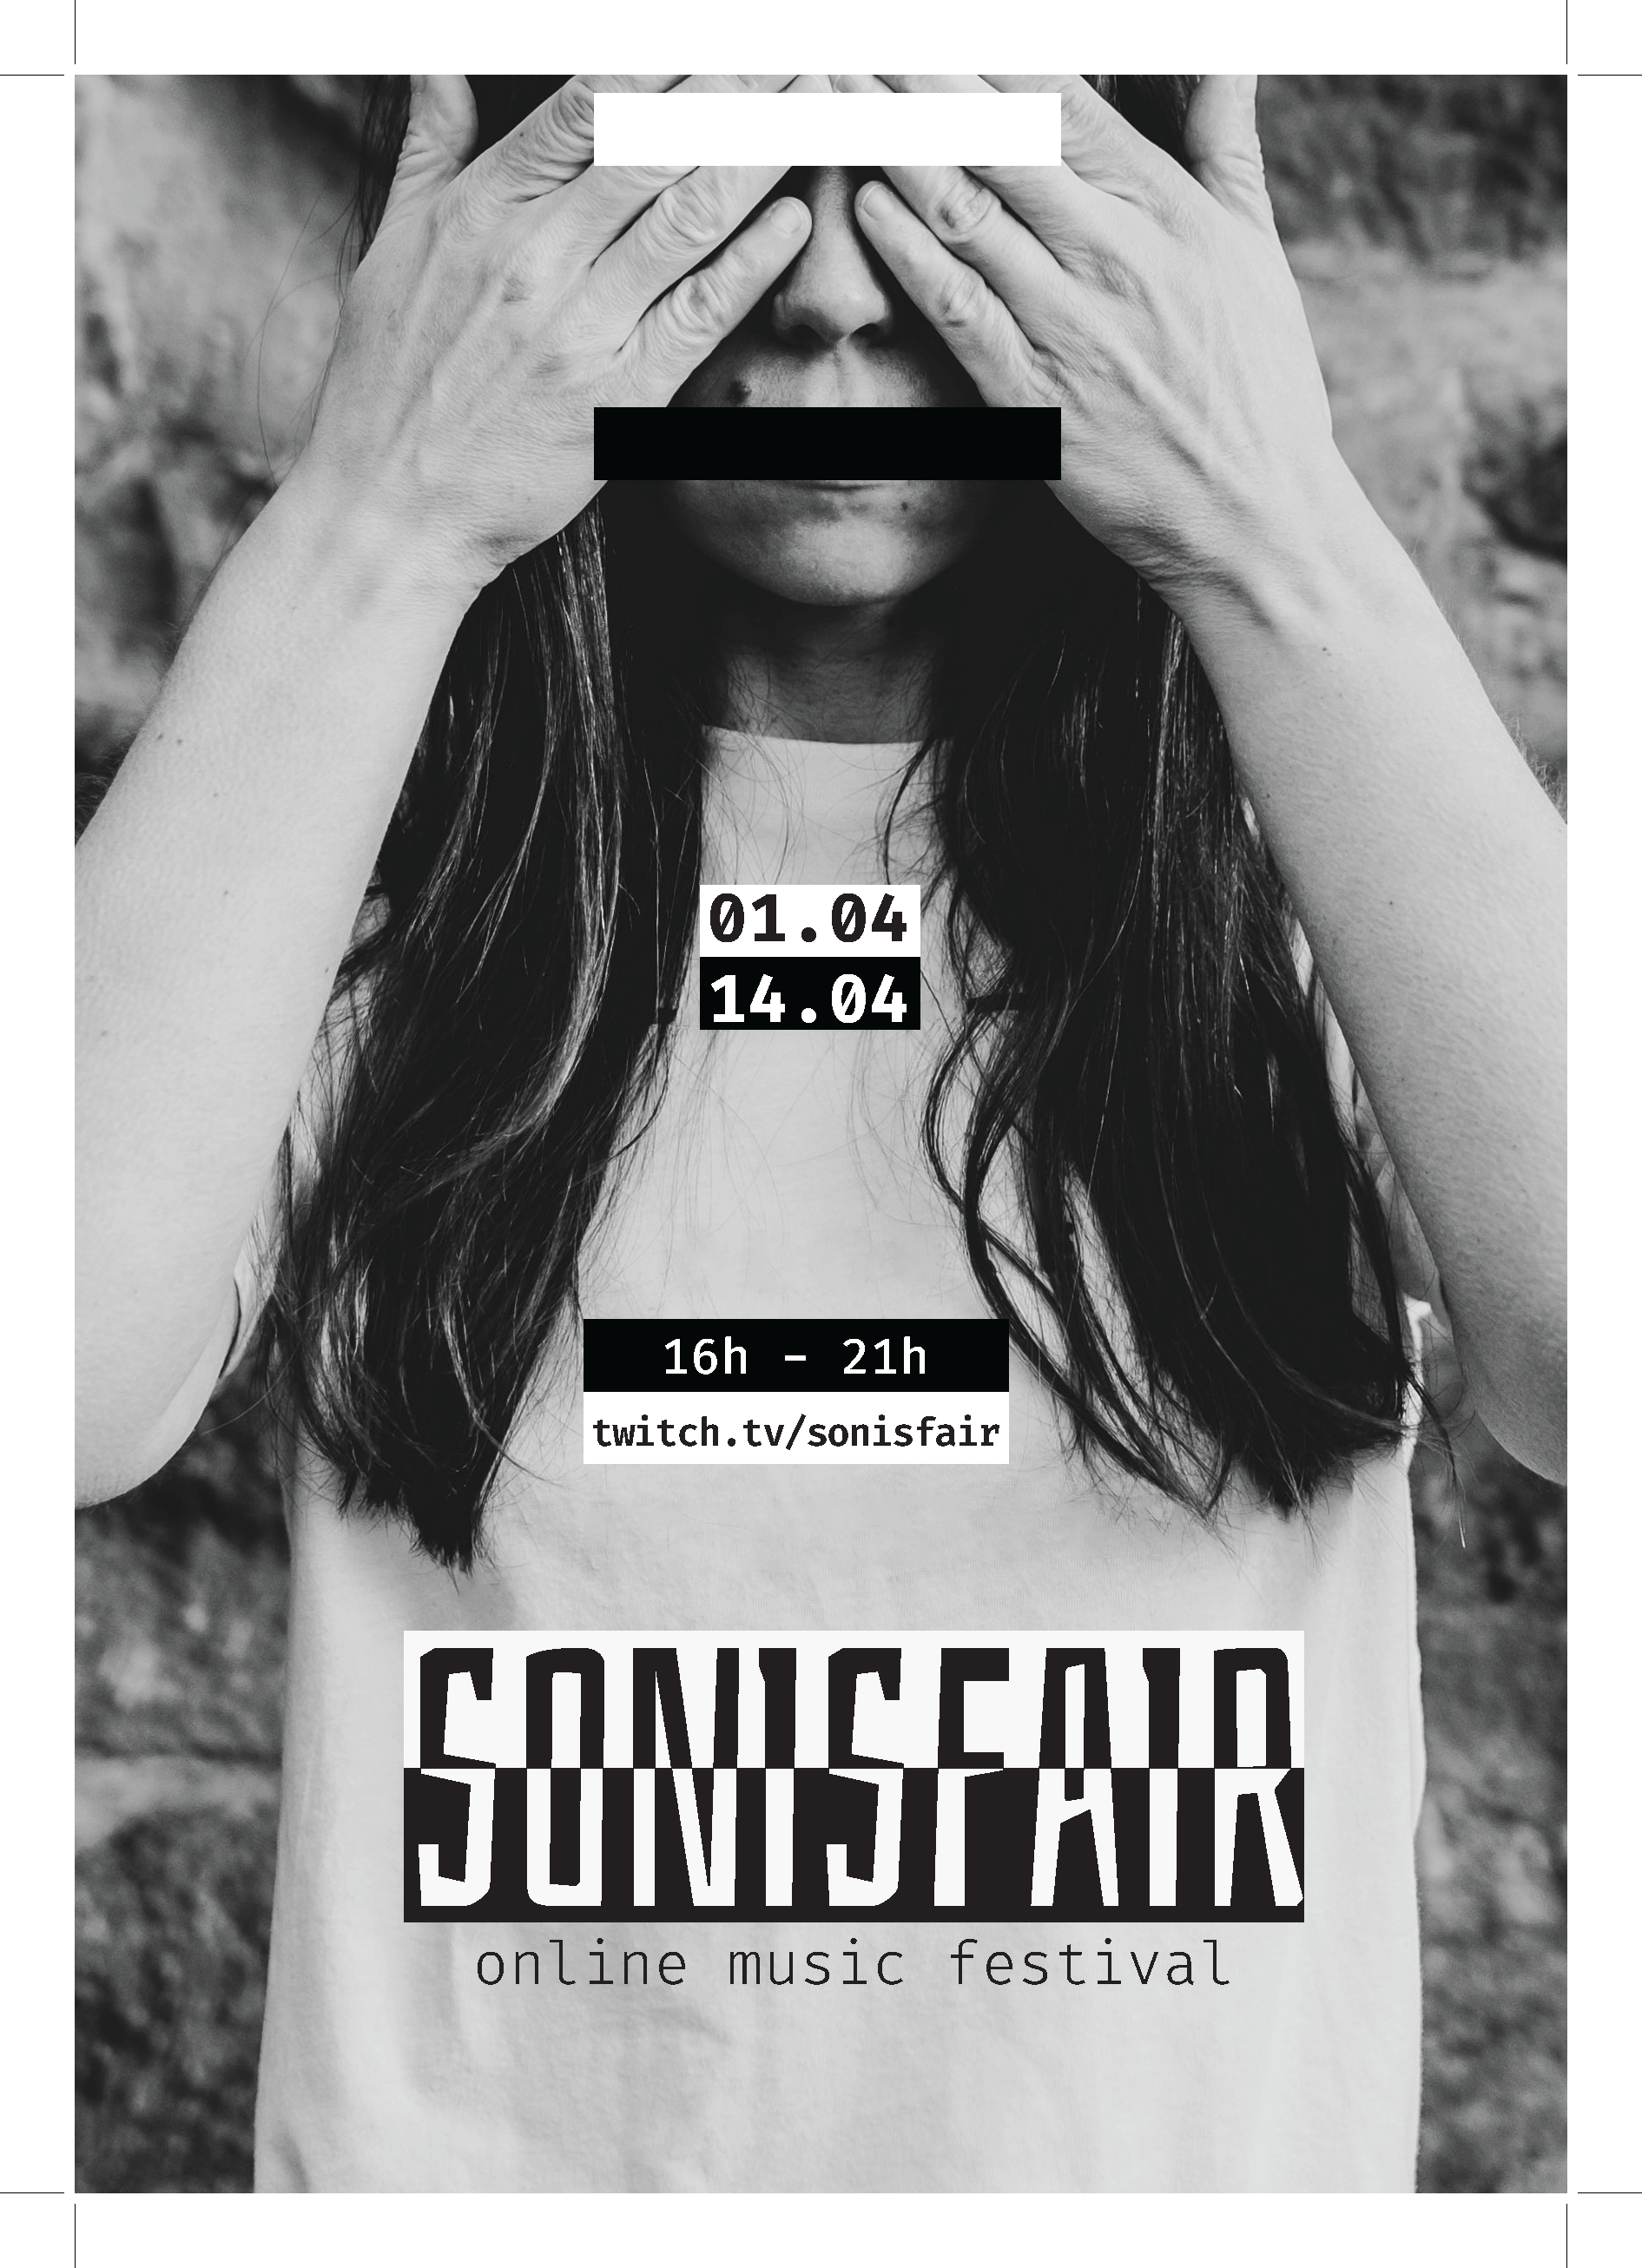 01.04
14.04
16h – 21h
twitch.tv/sonisfair
SONISFAIR
online music festival